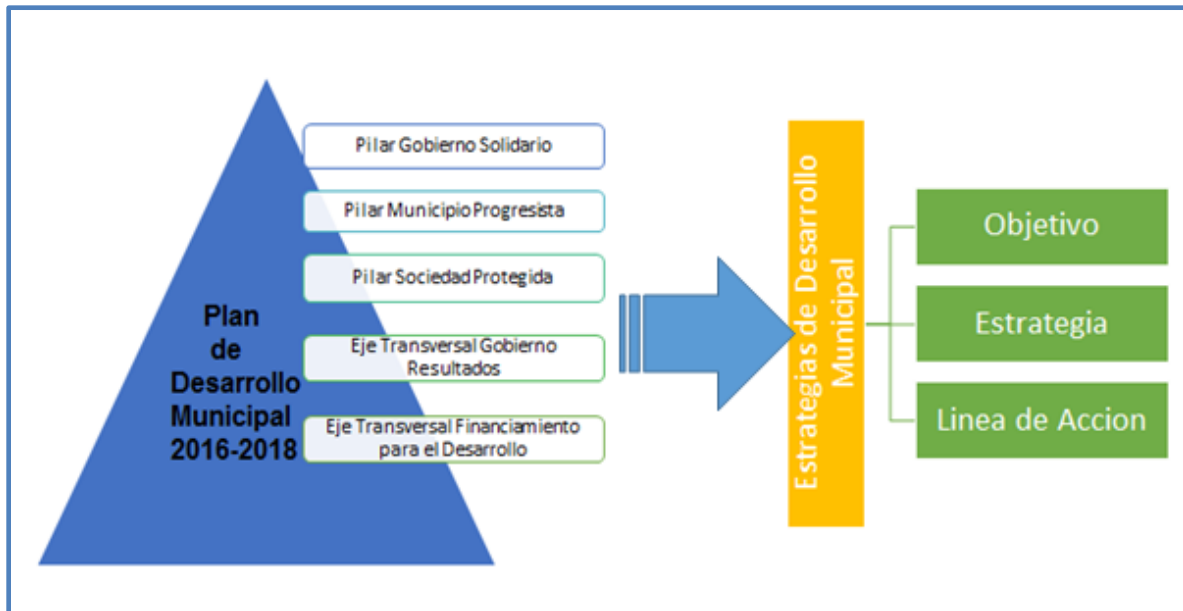 Plan
de
Desarrollo
Municipal
2016-2018
Pilar Gobierno Solidario
Pilar Municipio Progresista
Pilar Sociedad Protegida
Eje Transversal Gobierno
Resultados
Eje Transversal Financiamiento
para el Desarrollo
Estrategias de Desarrollo
Municipal
Objetivo
Estrategia
Linea de Accion